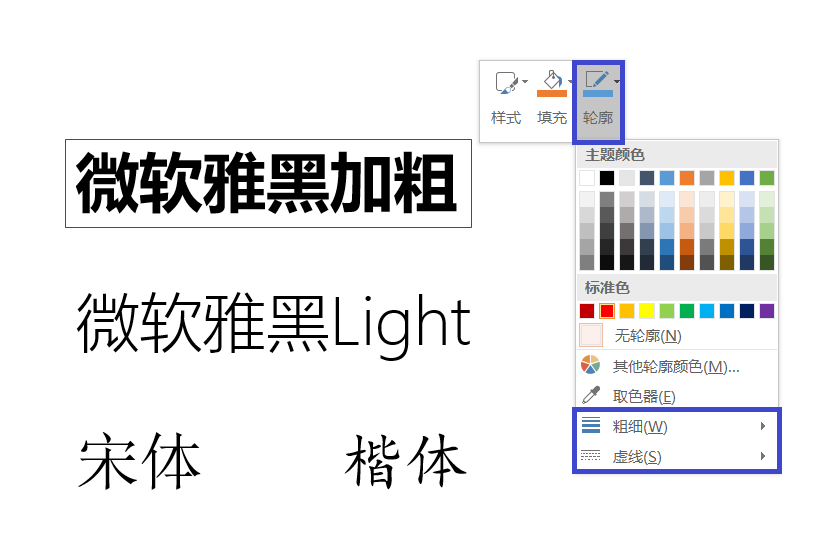 样式 填充 轮廓
主题颜色
微软雅黑加粗
标准色
微软雅黑Light
无轮廓(N)
其他轮廓颜色(M)...
取色器(E)
粗细(W)
宋体 楷体
虚线(S)